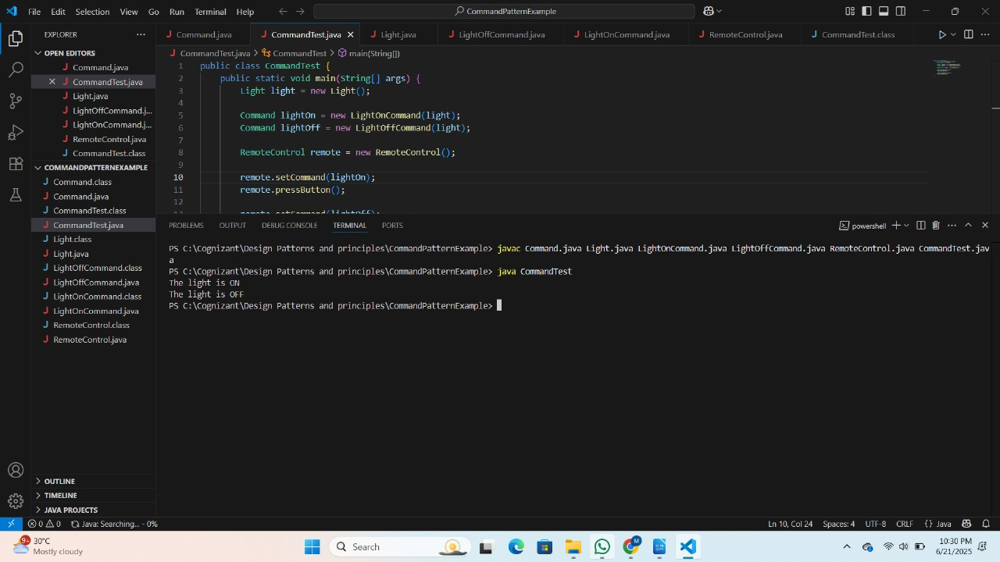 File Edit Selection View Go Run Terminal Help
CommandPatternExample
EXPLORER
Command.java CommandTest.java Light.java LightOffCommand.java LightOnCommand.java RemoteControl.java CommandTest.class
OPEN EDITORS
Command.java
CommandTest.java
Light.java
LightOffCommand.j...
LightOnCommand.j...
RemoteControl.java
CommandTest.class
COMMANDPATTERNEXAMPLE
Command.class
Command.java
CommandTest.class
CommandTest.java
Light.class
Light.java
LightOffCommand.class
LightOffCommand.java
LightOnCommand.class
LightOnCommand.java
RemoteControl.class
RemoteControl.java
OUTLINE
TIMELINE
JAVA PROJECTS
CommandTest.java > CommandTest > main(String[])
1 public class CommandTest {
2 public static void main(String[] args) {
3 Light light = new Light();
4
5 Command lightOn = new LightOnCommand(light);
6 Command lightOff = new LightOffCommand(light);
7
8 RemoteControl remote = new RemoteControl();
9
10 remote.setCommand(lightOn);
11 remote.pressButton();
12
13 remote.setCommand(lightOff);
PROBLEMS OUTPUT DEBUG CONSOLE TERMINAL PORTS
powershell
PS C:\Cognizant\Design Patterns and principles\CommandPatternExample> javac Command.java Light.java LightOnCommand.java LightOffCommand.java RemoteControl.java CommandTest.jav
a
PS C:\Cognizant\Design Patterns and principles\CommandPatternExample> java CommandTest
The light is ON
The light is OFF
PS C:\Cognizant\Design Patterns and principles\CommandPatternExample>
0 0 Java: Searching... - 0%
Ln 10, Col 24 Spaces: 4 UTF-8 CRLF {} Java
9+ 30°C
Mostly cloudy
Search
M
10:30 PM
6/21/2025